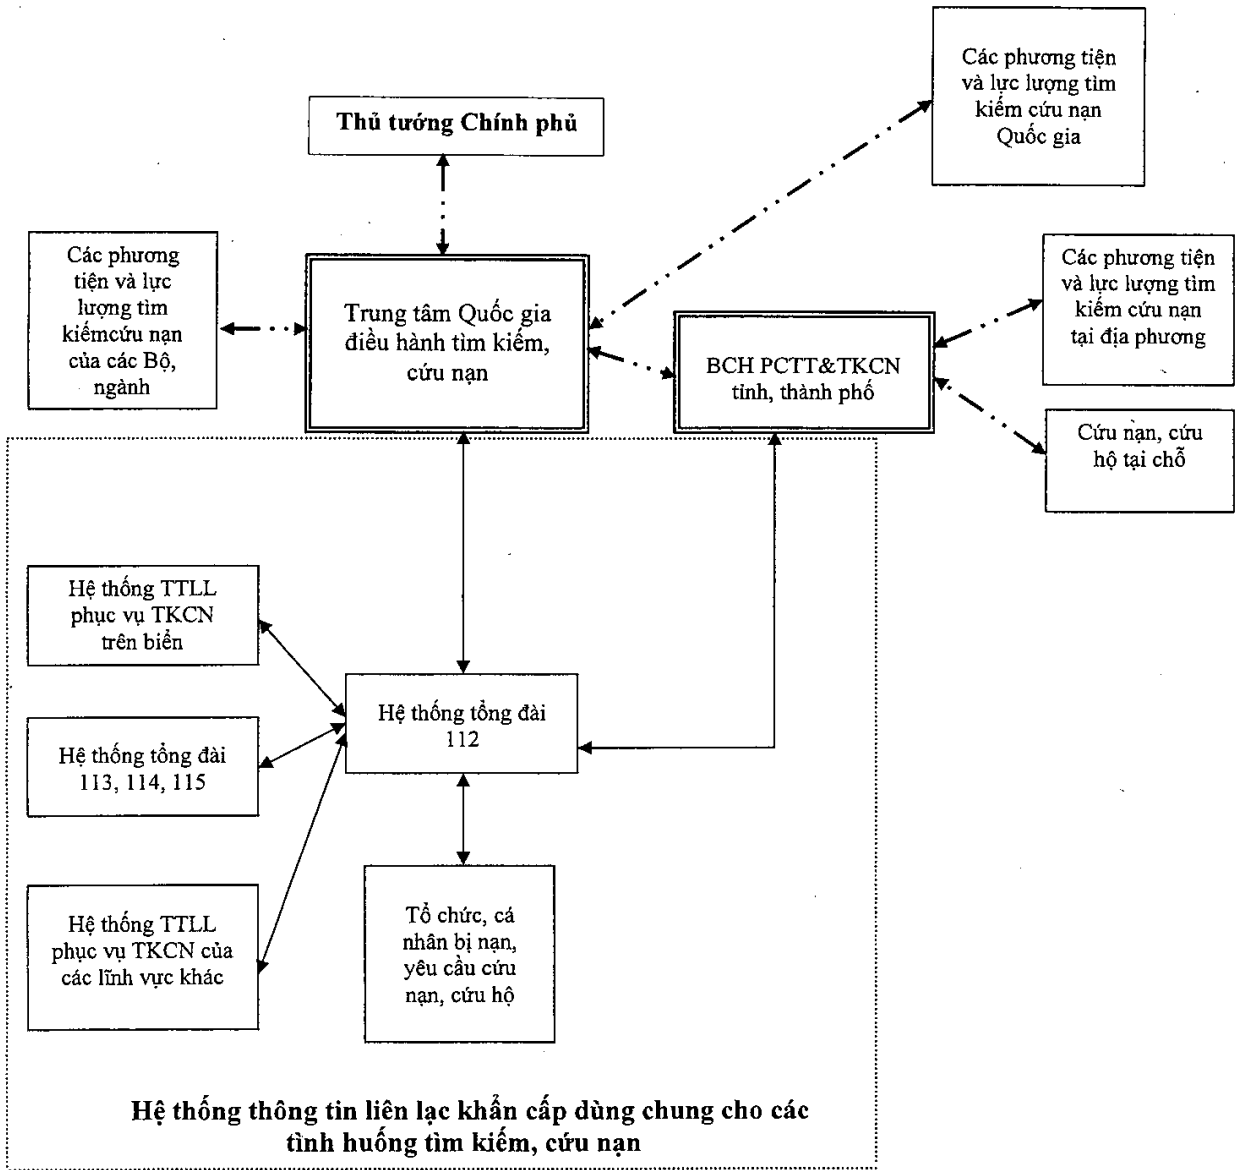 Các phương tiện
và lực lượng tìm
kiếm cứu nạn
Quốc gia
Thủ tướng Chính phủ
Các phương
tiện và lực
lượng tìm
kiếmcứu nạn
của các Bộ,
ngành
Trung tâm Quốc gia
điều hành tìm kiếm,
cứu nạn
BCH PCTT&TKCN
tỉnh, thành phố
Các phương tiện
và lực lượng tìm
kiếm cứu nạn
tại địa phương
Cứu nạn, cứu
hộ tại chỗ
Hệ thống TTLL
phục vụ TKCN
trên biển
Hệ thống tổng đài
112
Hệ thống tổng đài
113, 114, 115
Hệ thống TTLL
phục vụ TKCN của
các lĩnh vực khác
Tổ chức, cá
nhân bị nạn,
yêu cầu cứu
nạn, cứu hộ
Hệ thống thông tin liên lạc khẩn cấp dùng chung cho các
tình huống tìm kiếm, cứu nạn